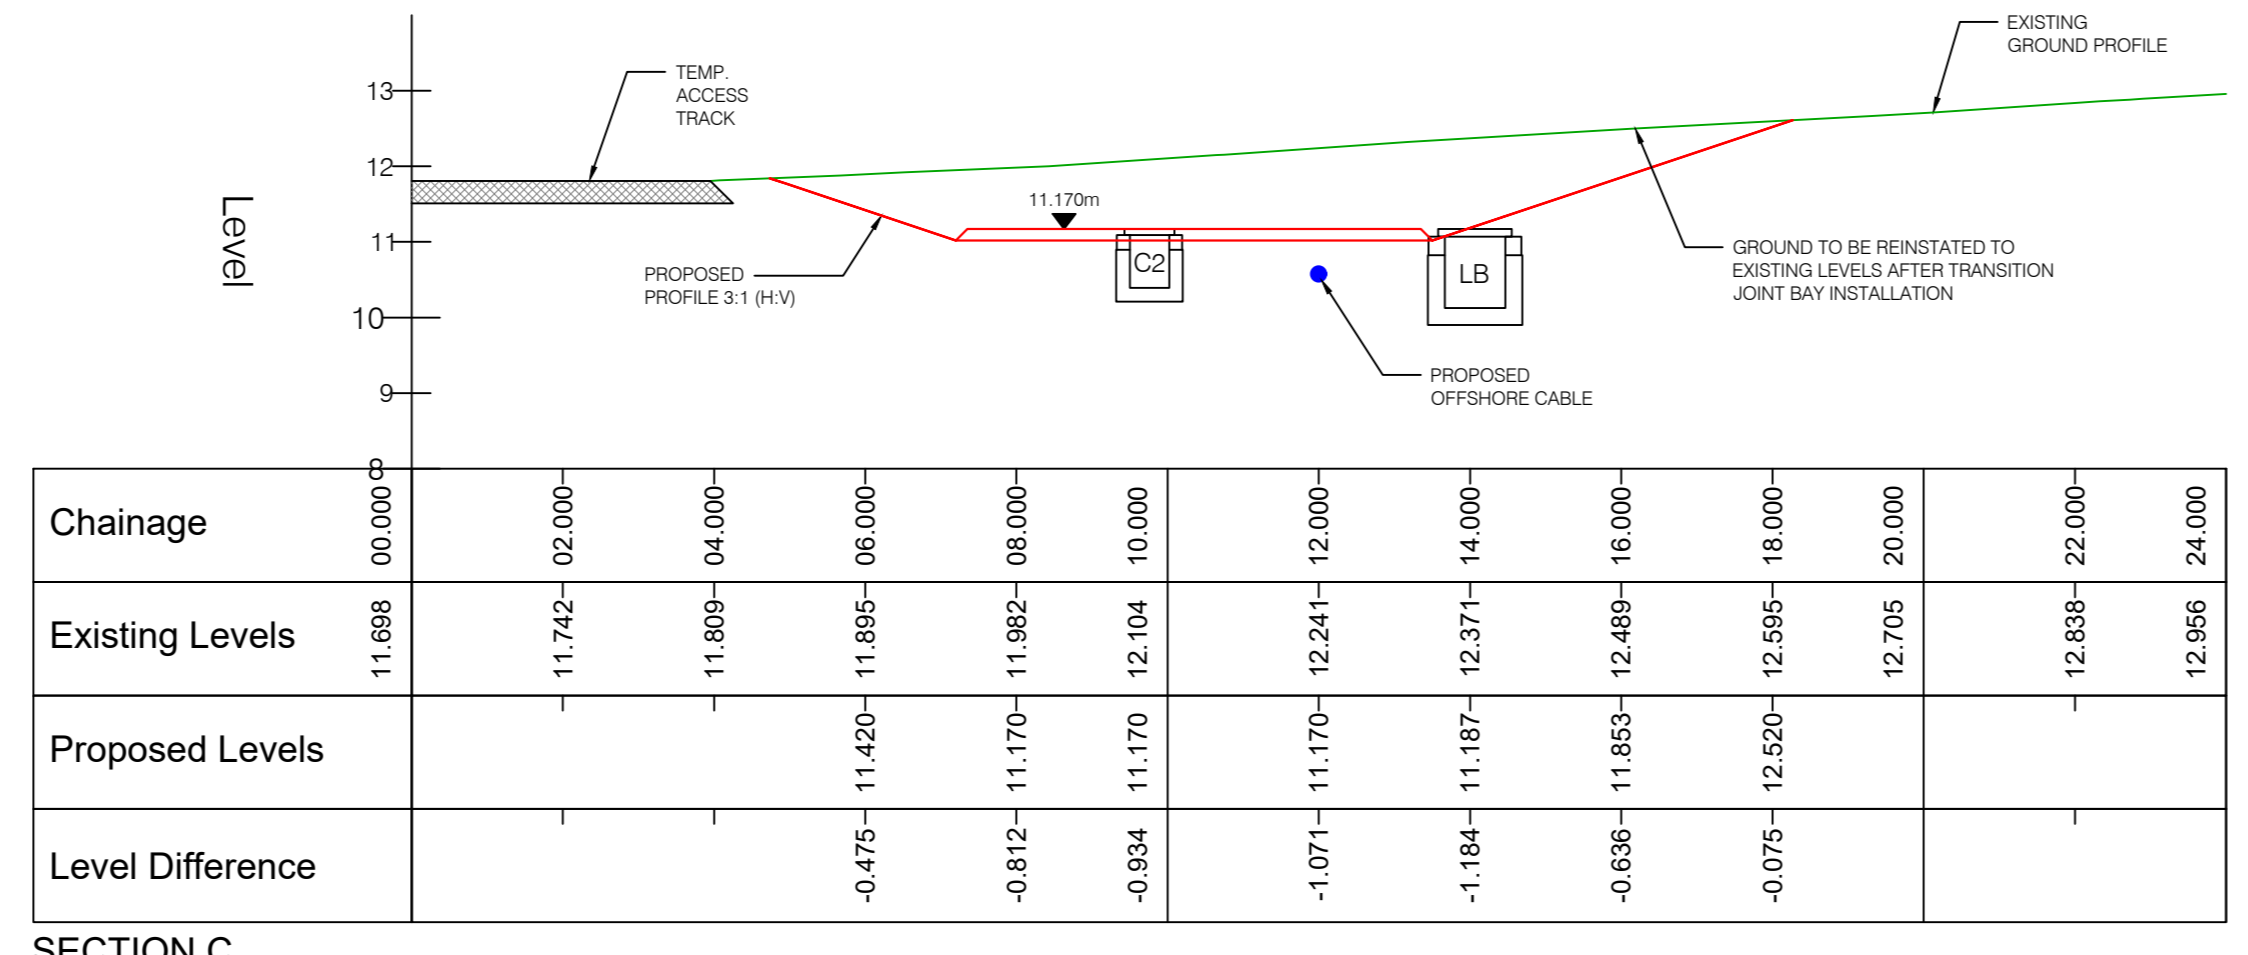 EXISTING
GROUND PROFILE
TEMP.
ACCESS
TRACK
13
12
11
10
9
8
Level
11.170m
C2
LB
PROPOSED
PROFILE 3:1 (H:V)
GROUND TO BE REINSTATED TO
EXISTING LEVELS AFTER TRANSITION
JOINT BAY INSTALLATION
PROPOSED
OFFSHORE CABLE
Chainage 00.000 02.000 04.000 06.000 08.000 10.000 12.000 14.000 16.000 18.000 20.000 22.000 24.000
Existing Levels 11.698 11.742 11.809 11.895 11.982 12.104 12.241 12.371 12.489 12.595 12.705 12.838 12.956
Proposed Levels 11.420 11.170 11.170 11.170 11.187 11.853 12.520
Level Difference -0.475 -0.812 -0.934 -1.071 -1.184 -0.636 -0.075
SECTION C